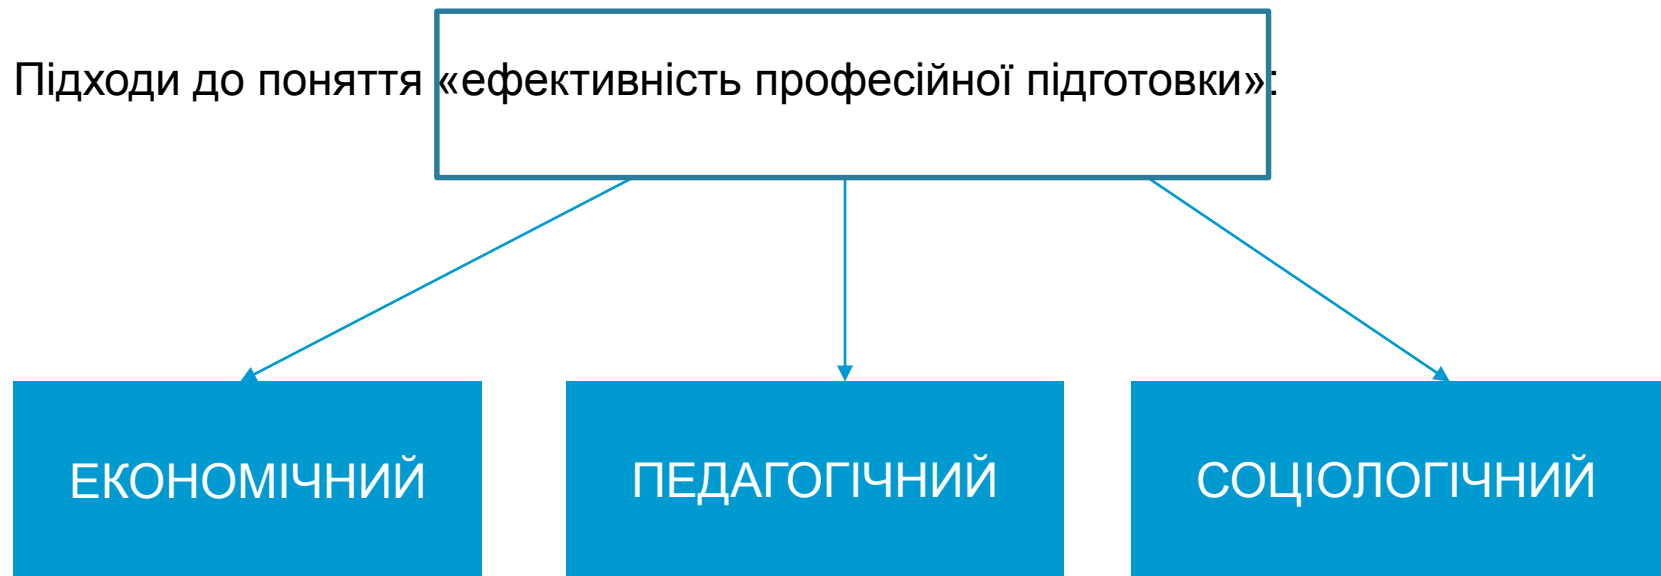 Підходи до поняття «ефективність професійної підготовки»:
ЕКОНОМІЧНИЙ
ПЕДАГОГІЧНИЙ
СОЦІОЛОГІЧНИЙ